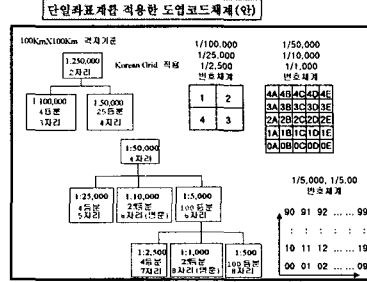 단일좌표계를 적용한 도엽코드체계(안)
100KmX100Km 격자기준
1:250,000
2자리
Korean Grid 적용
1:100,000
4등분
3자리
1:50,000
25등분
4자리
1/100,000
1/25,000
1/2,500
번호체계
1 2
4 3
1/50,000
1/10,000
1/1,000
번호체계
4A 4B 4C 4D 4E
3A 3B 3C 3D 3E
2A 2B 2C 2D 2E
1A 1B 1C 1D 1E
0A 0B 0C 0D 0E
1:50,000
4자리
1:25,000
4등분
5자리
1:10,000
25등분
6자리(영문)
1:5,000
100등분
6자리
1:2,500
4등분
7자리
1:1,000
25등분
8자리(영문)
1:500
100등분
8자리
1/5,000, 1/5,00
번호체계
90 91 92 ... ... 99
: : : : :
10 11 12 ... ... 19
00 01 02 ... ... 09